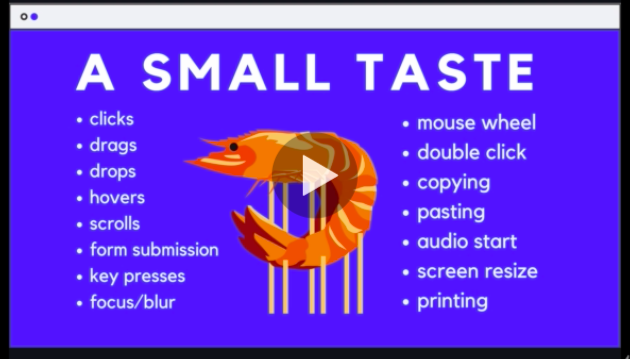 A SMALL TASTE
• clicks
• drags
• drops
• hovers
• scrolls
• form submission
• key presses
• focus/blur
• mouse wheel
• double click
• copying
• pasting
• audio start
• screen resize
• printing